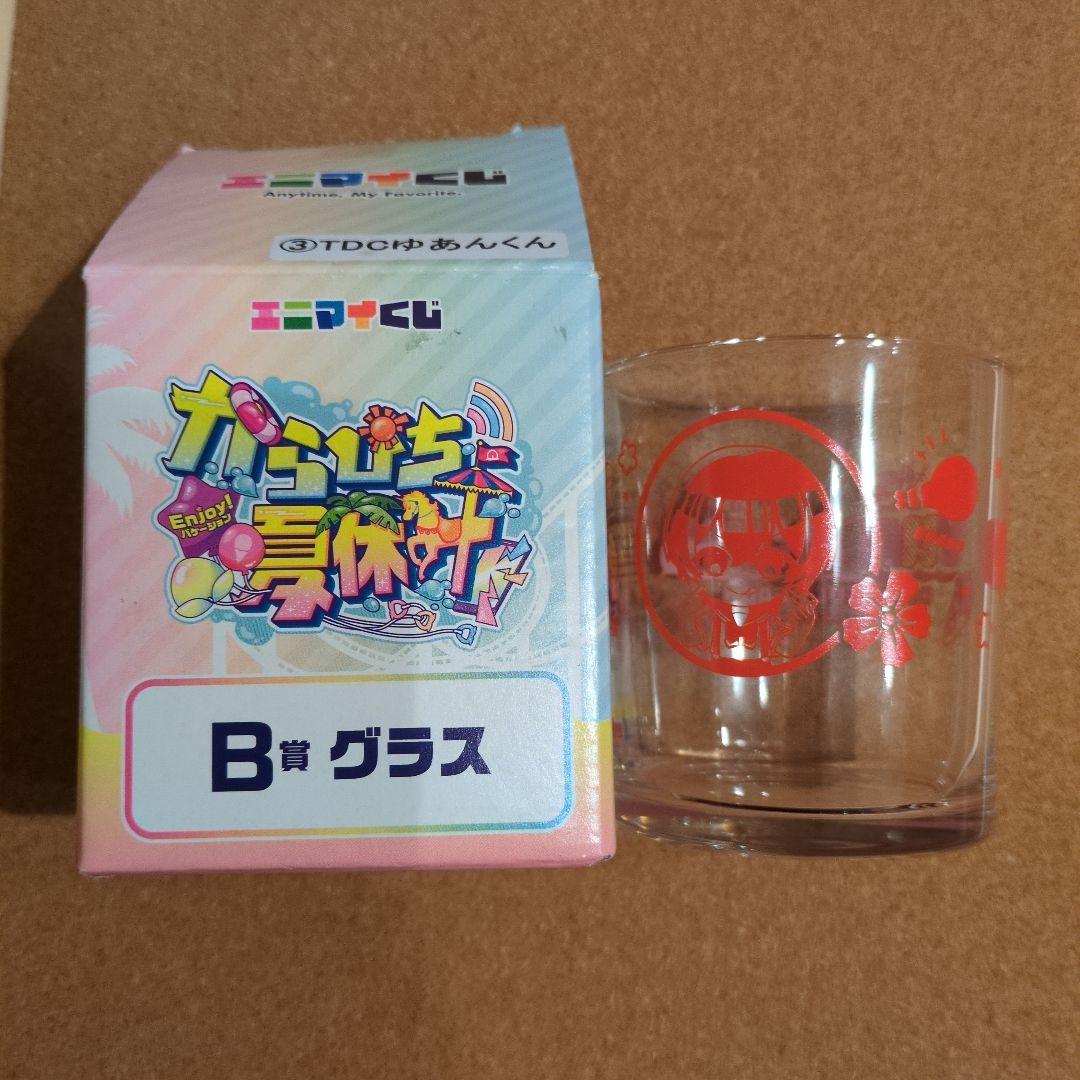 エニマイくじ
Anytime, My Favorite.
③TDCゆあんくん
エニマイくじ
からぴち
Enjoy!
バケーション
夏休み
B賞 グラス